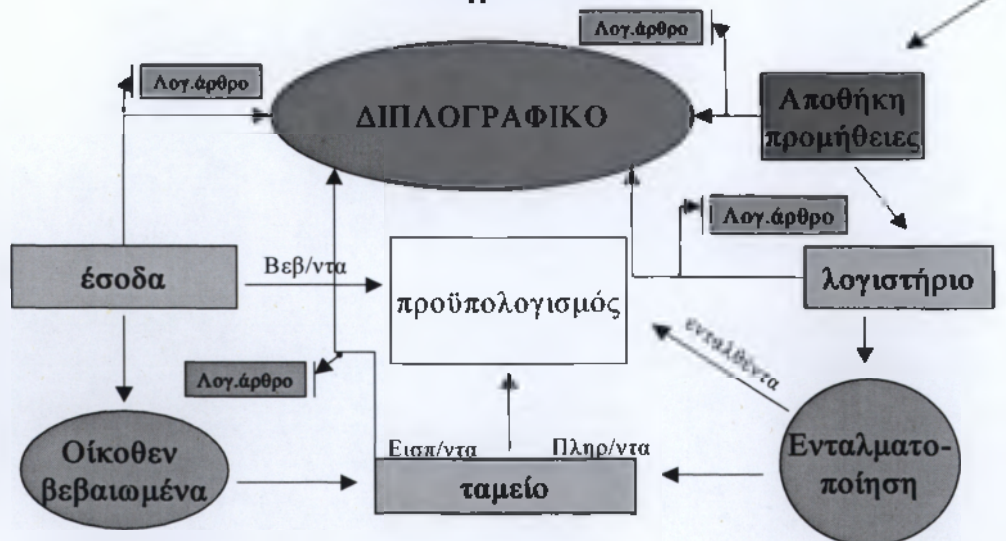 Λογ.άρθρο
Λογ.άρθρο
ΔΙΠΛΟΓΡΑΦΙΚΟ
Αποθήκη
προμήθειες
Λογ.άρθρο
έσοδα
Βεβ/ντα
προϋπολογισμός
λογιστήριο
ενταλθέντα
Λογ.άρθρο
Οίκοθεν
βεβαιωμένα
Εισπ/ντα
Πληρ/ντα
ταμείο
Ενταλματο-
ποίηση